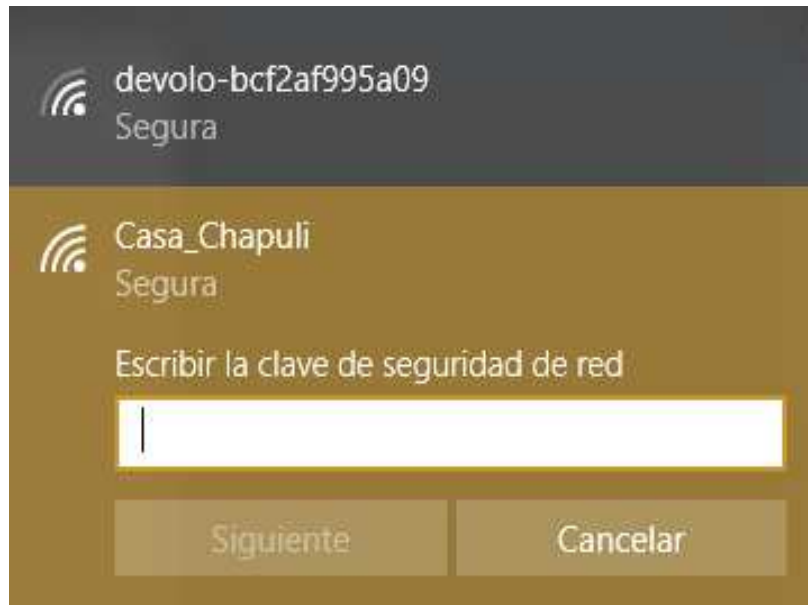 devolo-bcf2af995a09
Segura
Casa_Chapuli
Segura
Escribir la clave de seguridad de red
Siguiente
Cancelar